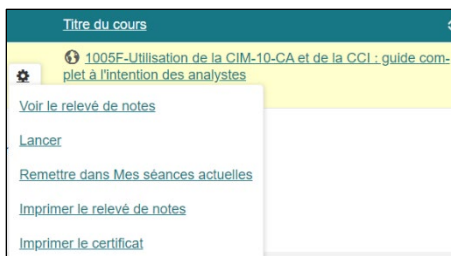 Titre du cours
1005F-Utilisation de la CIM-10-CA et de la CCI : guide com-
plet à l'intention des analystes
Voir le relevé de notes
Lancer
Remettre dans Mes séances actuelles
Imprimer le relevé de notes
Imprimer le certificat